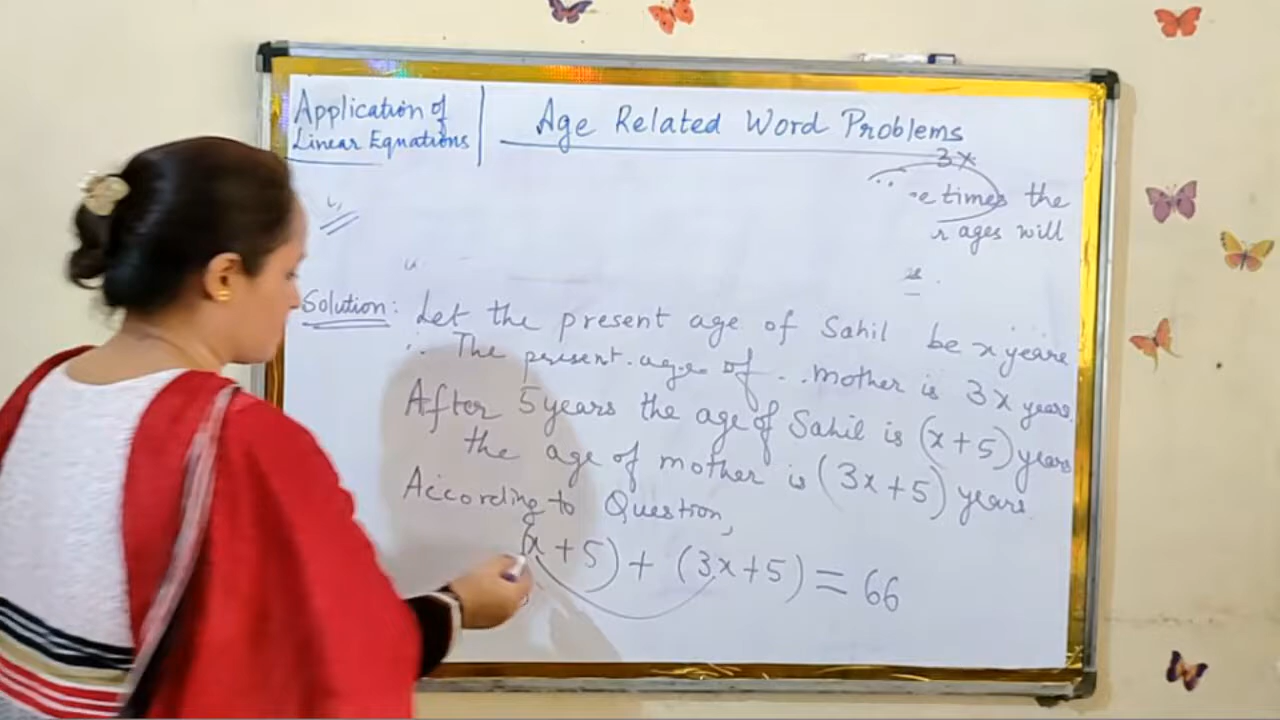 Application of
Linear Equations
Age Related Word Problems
3x
e times the
r ages will
Solution: Let the present age of Sahil be x years
∴ The present age of mother is 3x years
After 5 years the age of Sahil is (x+5) years
the age of mother is (3x+5) years
According to Question,
(x+5) + (3x+5) = 66